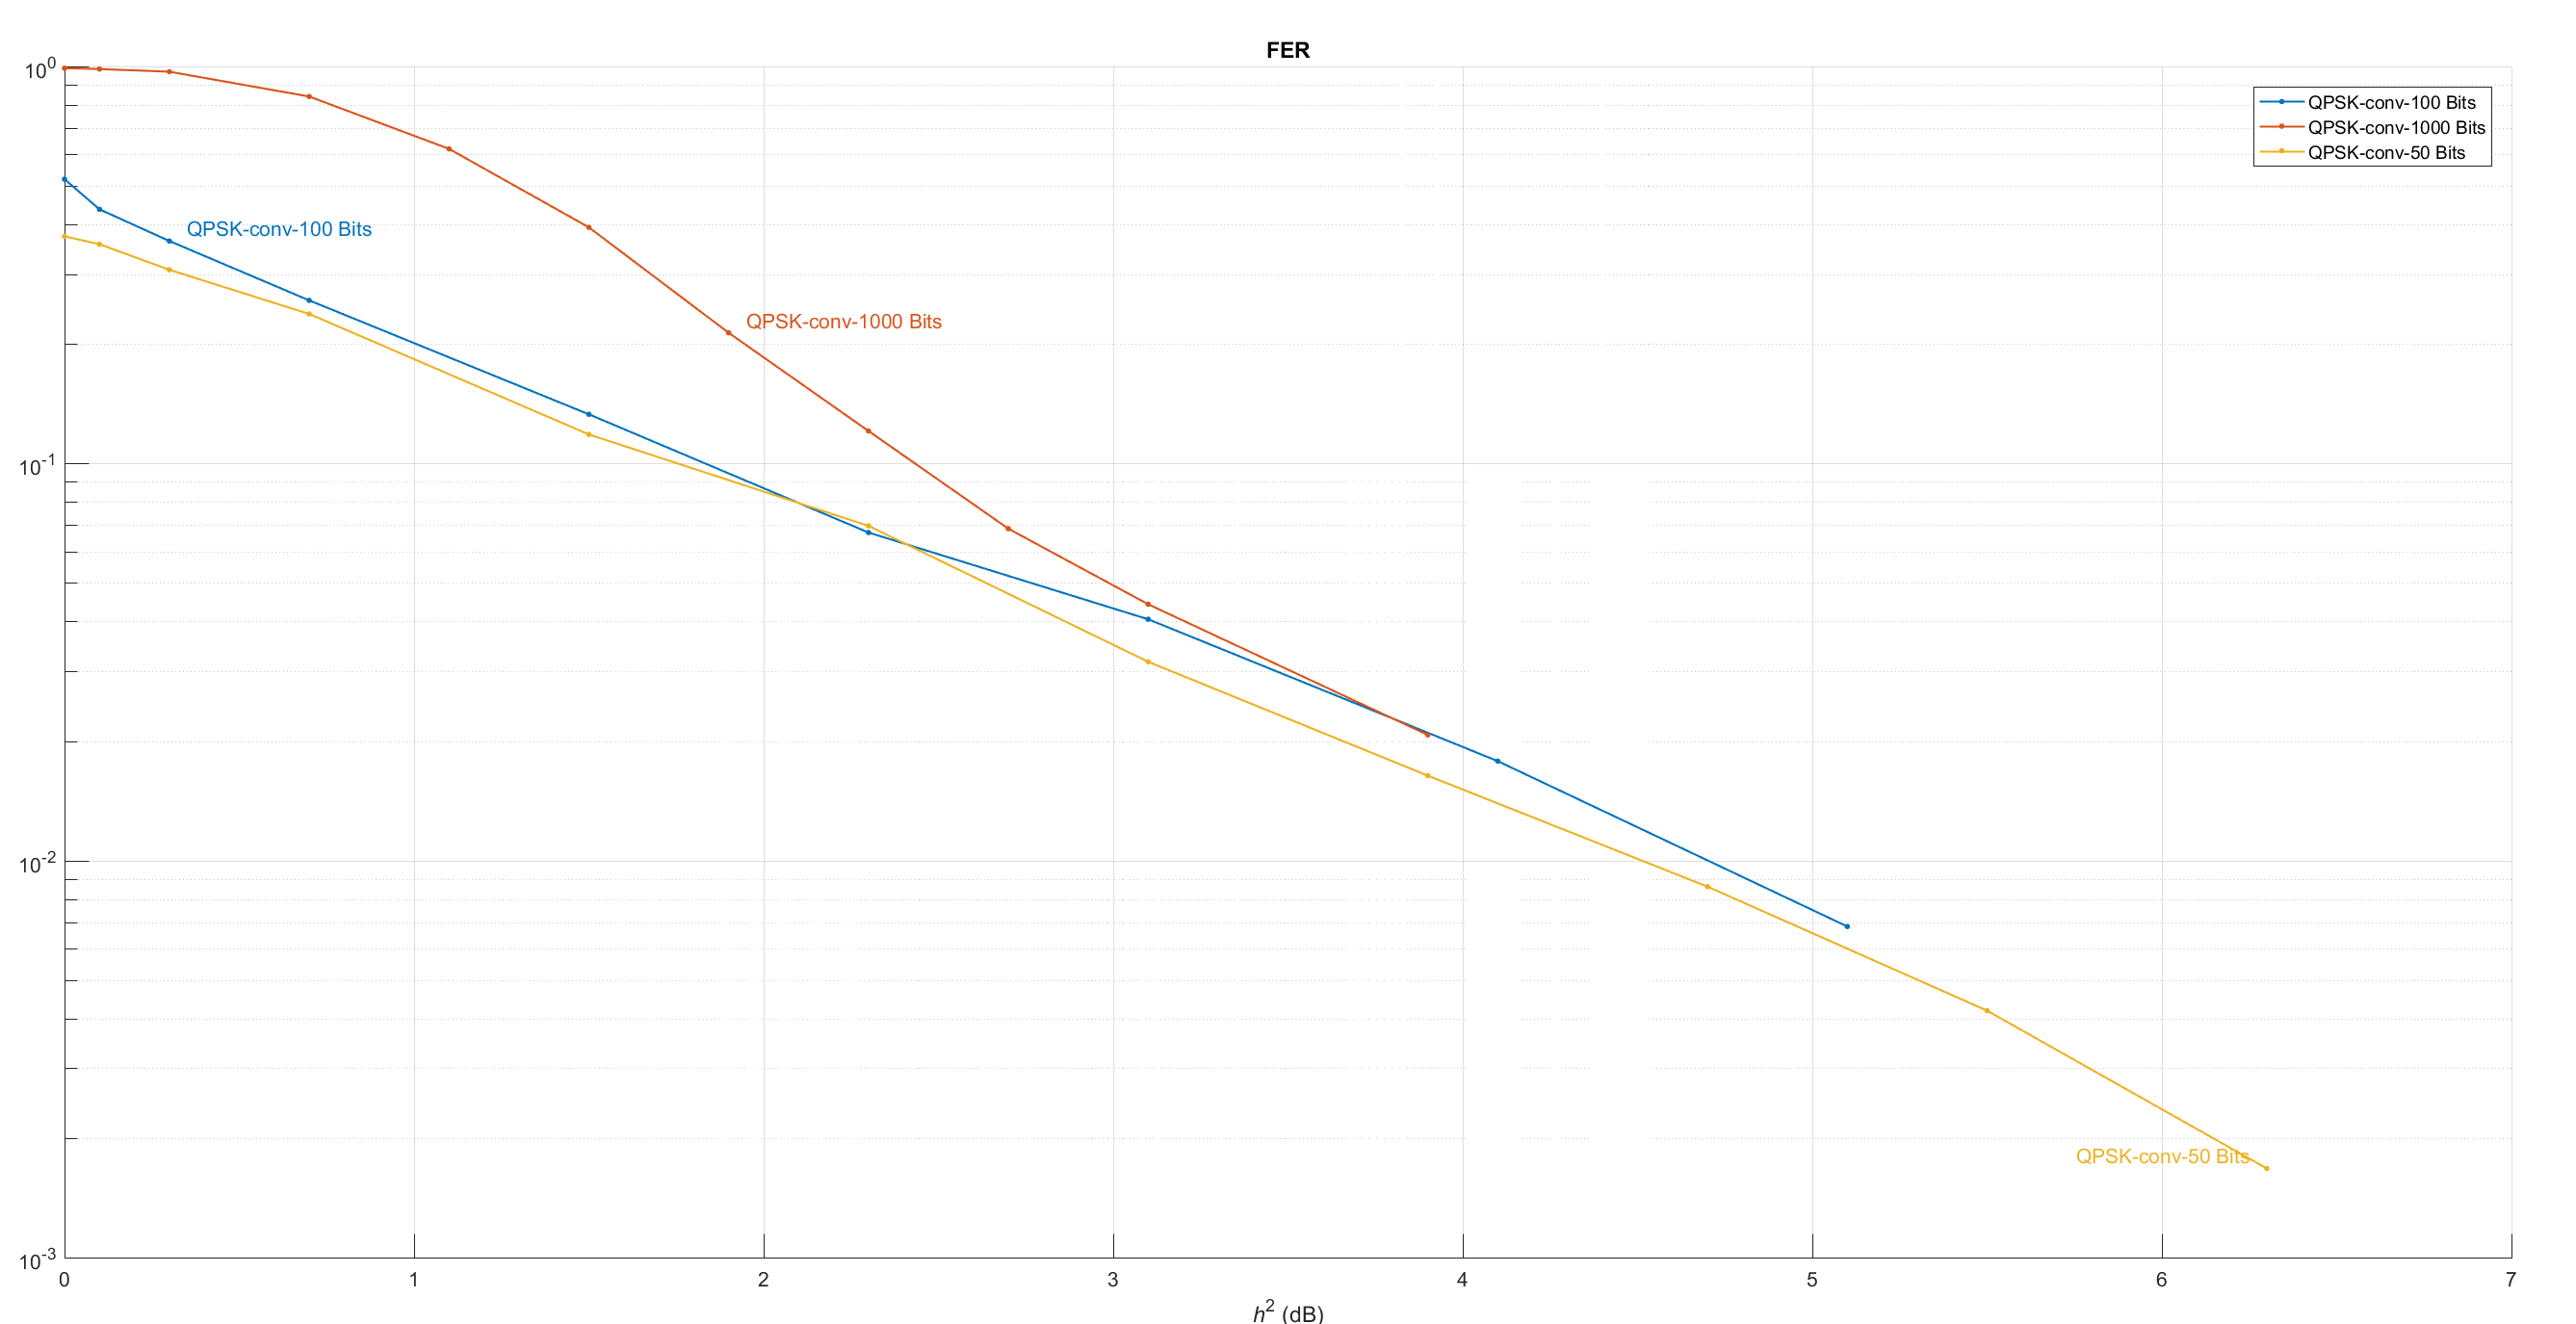 FER
10^0
QPSK-conv-100 Bits
QPSK-conv-1000 Bits
QPSK-conv-50 Bits
QPSK-conv-100 Bits
QPSK-conv-1000 Bits
10^-1
10^-2
QPSK-conv-50 Bits
10^-3
0 1 2 3 4 5 6 7
h^2 (dB)